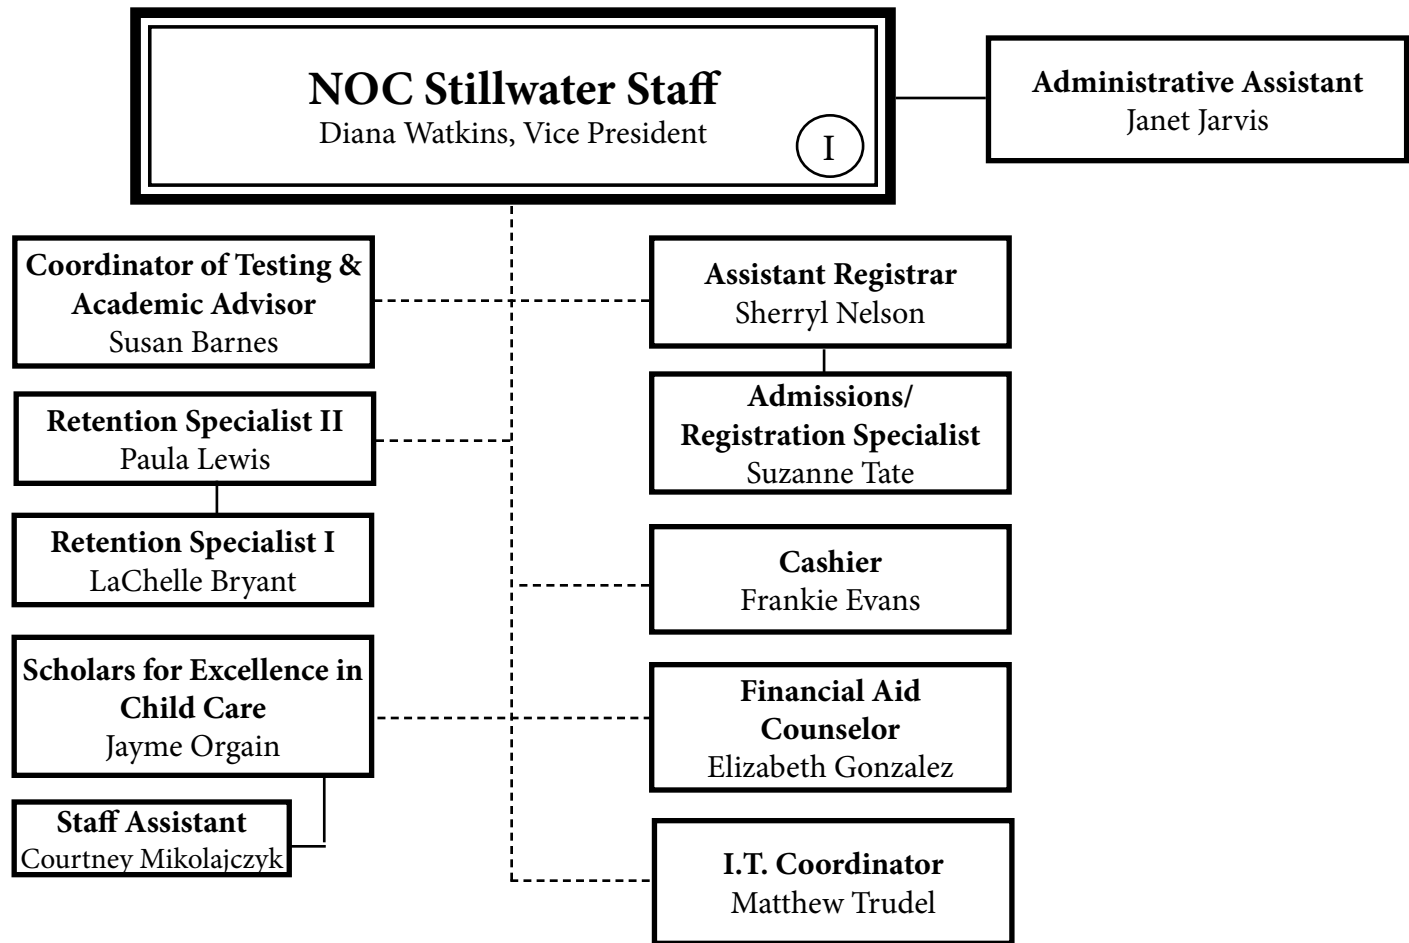 NOC Stillwater Staff
Diana Watkins, Vice President
I
Administrative Assistant
Janet Jarvis
Coordinator of Testing &
Academic Advisor
Susan Barnes
Assistant Registrar
Sherryl Nelson
Retention Specialist II
Paula Lewis
Admissions/
Registration Specialist
Suzanne Tate
Retention Specialist I
LaChelle Bryant
Cashier
Frankie Evans
Scholars for Excellence in
Child Care
Jayme Orgain
Financial Aid
Counselor
Elizabeth Gonzalez
Staff Assistant
Courtney Mikolajczyk
I.T. Coordinator
Matthew Trudel